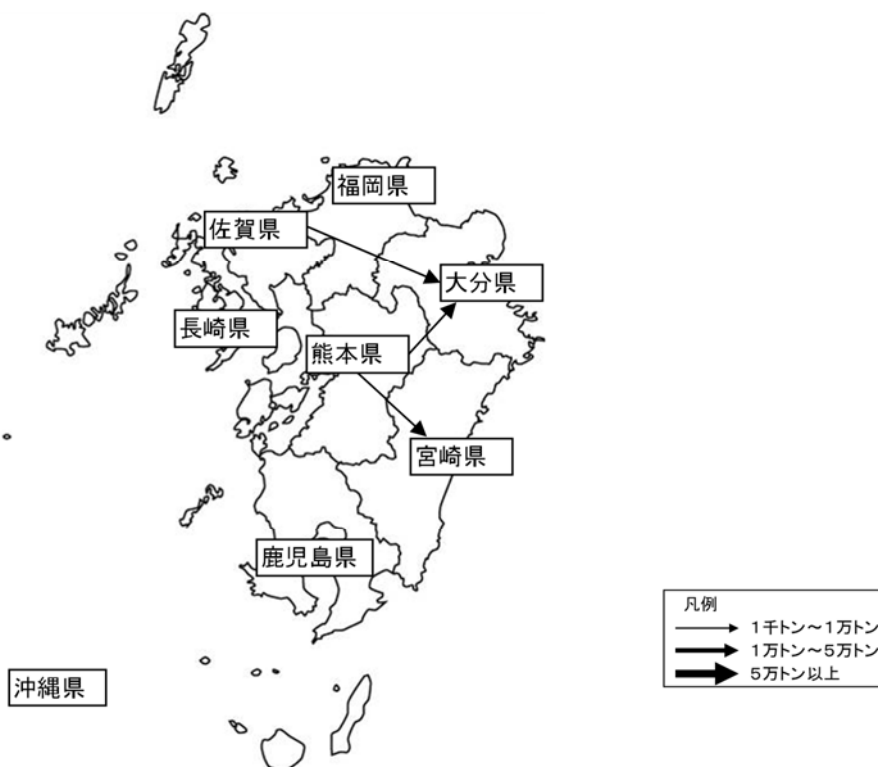 福岡県
佐賀県
大分県
長崎県
熊本県
宮崎県
鹿児島県
沖縄県
凡例
1千トン～1万トン
1万トン～5万トン
5万トン以上